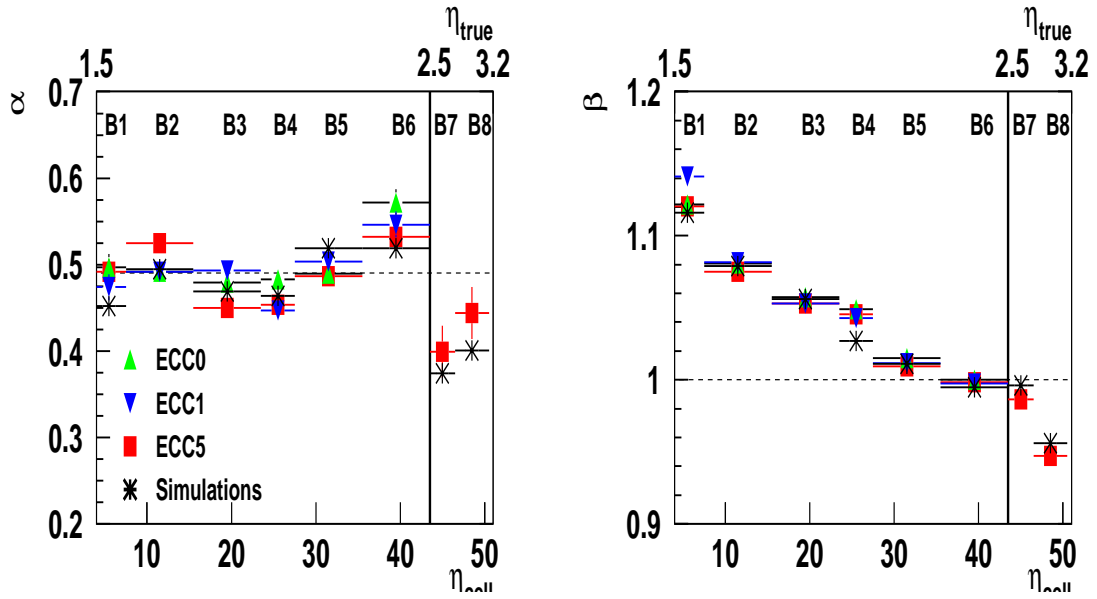 η_true
1.5 2.5 3.2
α
0.7
B1 B2 B3 B4 B5 B6 B7 B8
0.6
0.5
0.4
ECC0
ECC1
0.3
ECC5
Simulations
0.2
10 20 30 40 50
η_cell
η_true
1.5 2.5 3.2
β
1.2
B1 B2 B3 B4 B5 B6 B7 B8
1.1
1
0.9
10 20 30 40 50
η_cell